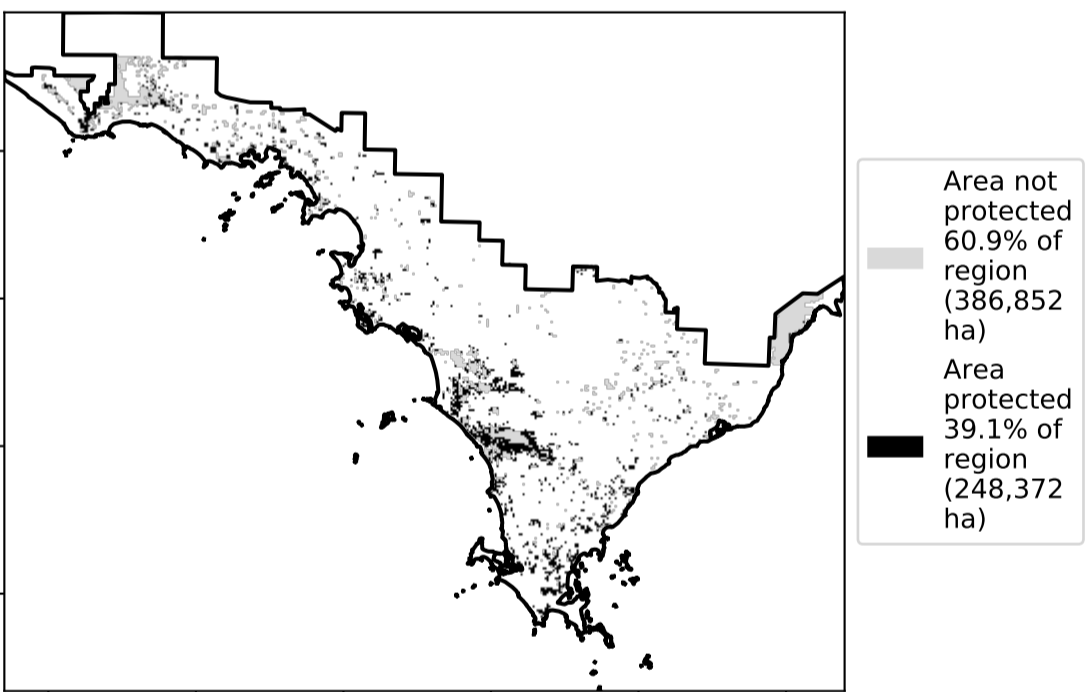 Area not
protected
60.9% of
region
(386,852
ha)
Area
protected
39.1% of
region
(248,372
ha)